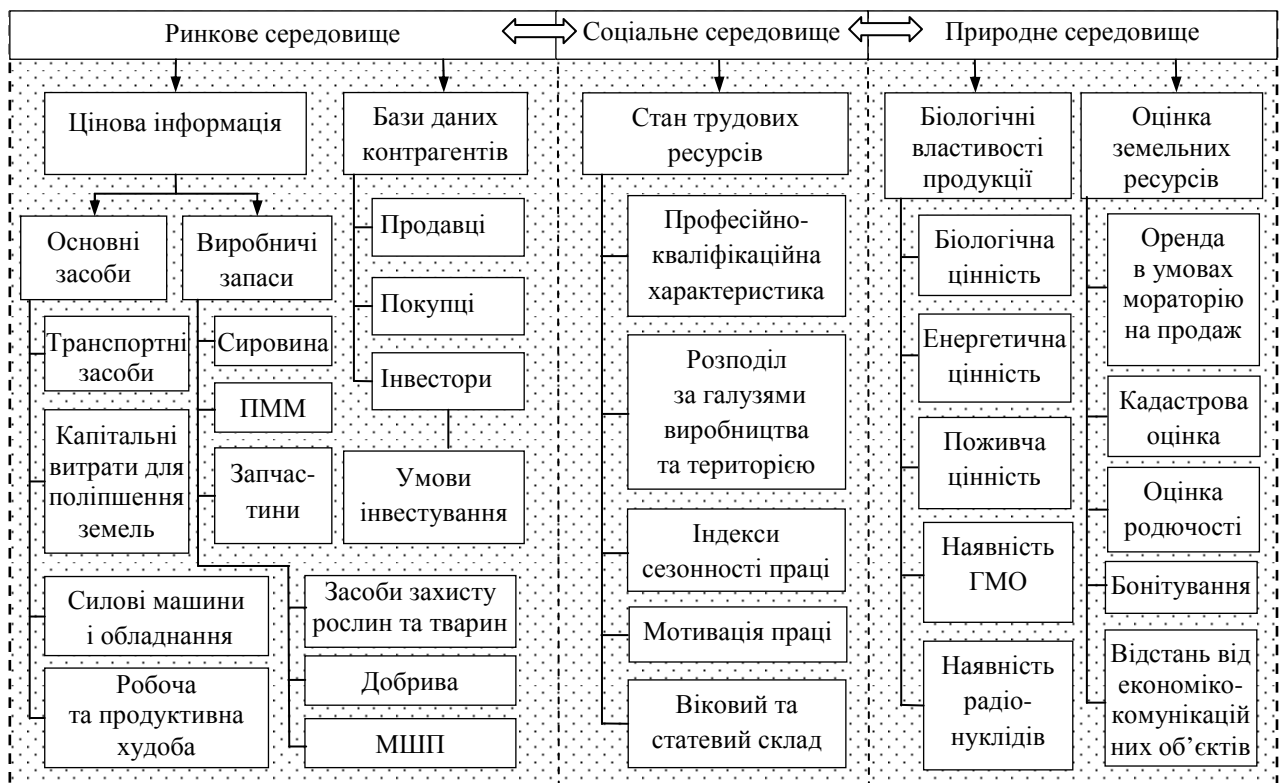 Ринкове середовище
Соціальне середовище
Природне середовище
Цінова інформація
Бази даних
контрагентів
Основні
засоби
Виробничі
запаси
Транспортні
засоби
Капітальні
витрати для
поліпшення
земель
Силові машини
і обладнання
Робоча
та продуктивна
худоба
Сировина
ПММ
Запчас-
тини
Засоби захисту
рослин та тварин
Добрива
МШП
Продавці
Покупці
Інвестори
Умови
інвестування
Стан трудових
ресурсів
Професійно-
кваліфікаційна
характеристика
Розподіл
за галузями
виробництва
та територією
Індекси
сезонності праці
Мотивація праці
Віковий та
статевий склад
Біологічні
властивості
продукції
Біологічна
цінність
Енергетична
цінність
Поживча
цінність
Наявність
ГМО
Наявність
радіо-
нуклідів
Оцінка
земельних
ресурсів
Оренда
в умовах
мораторію
на продаж
Кадастрова
оцінка
Оцінка
родючості
Бонітування
Відстань від
економіко-
комунікацій
них об’єктів